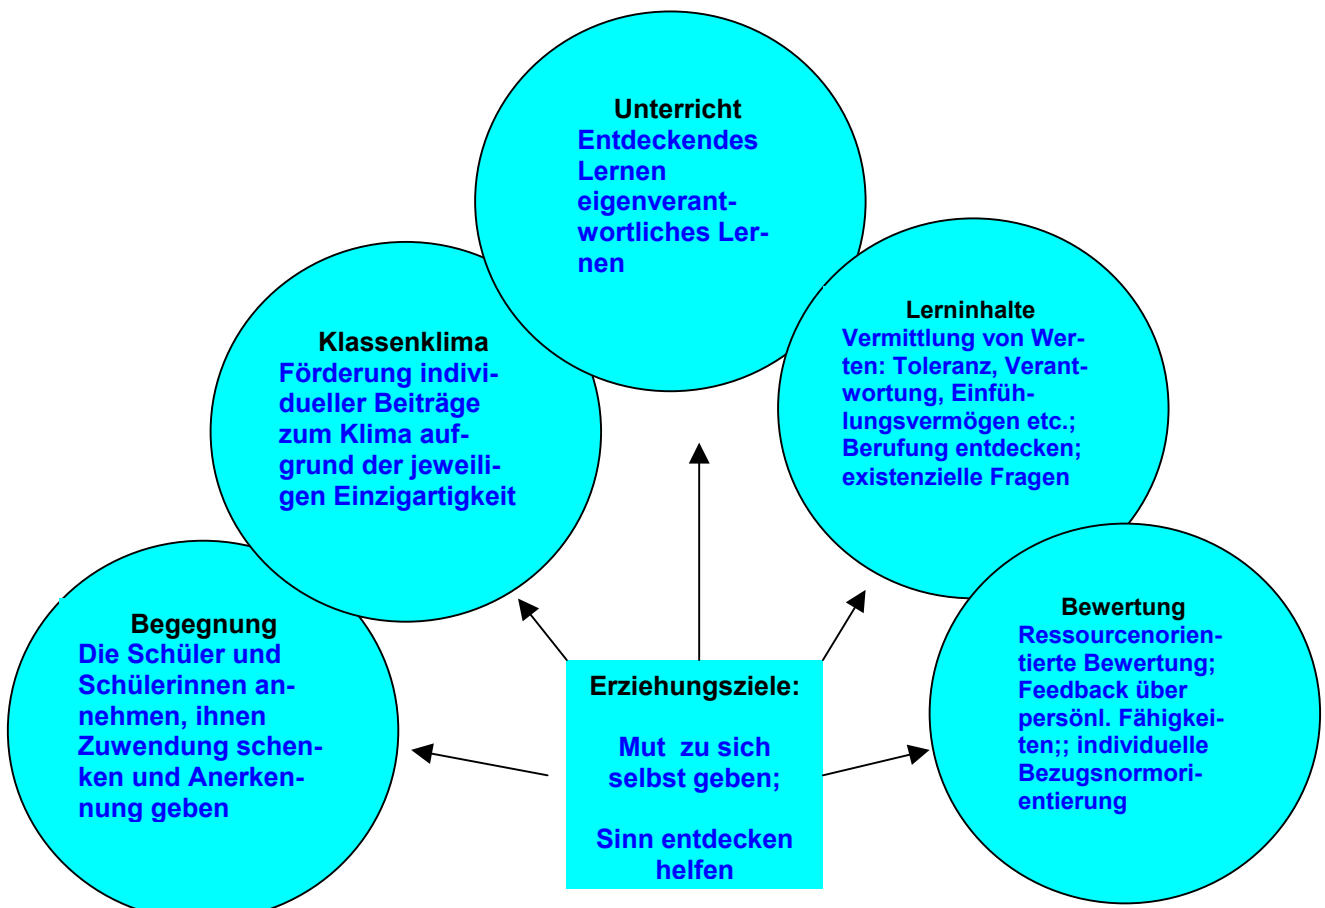 Unterricht
Entdeckendes
Lernen
eigenverant-
wortliches Ler-
nen
Klassenklima
Förderung indivi-
dueller Beiträge
zum Klima auf-
grund der jeweili-
gen Einzigartigkeit
Lerninhalte
Vermittlung von Wer-
ten: Toleranz, Verant-
wortung, Einfüh-
lungsvermögen etc.;
Berufung entdecken;
existenzielle Fragen
Begegnung
Die Schüler und
Schülerinnen an-
nehmen, ihnen
Zuwendung schen-
ken und Anerken-
nung geben
Erziehungsziele:
Mut  zu sich
selbst geben;
Sinn entdecken
helfen
Bewertung
Ressourcenorien-
tierte Bewertung;
Feedback über
persönl. Fähigkei-
ten;; individuelle
Bezugsnormori-
entierung